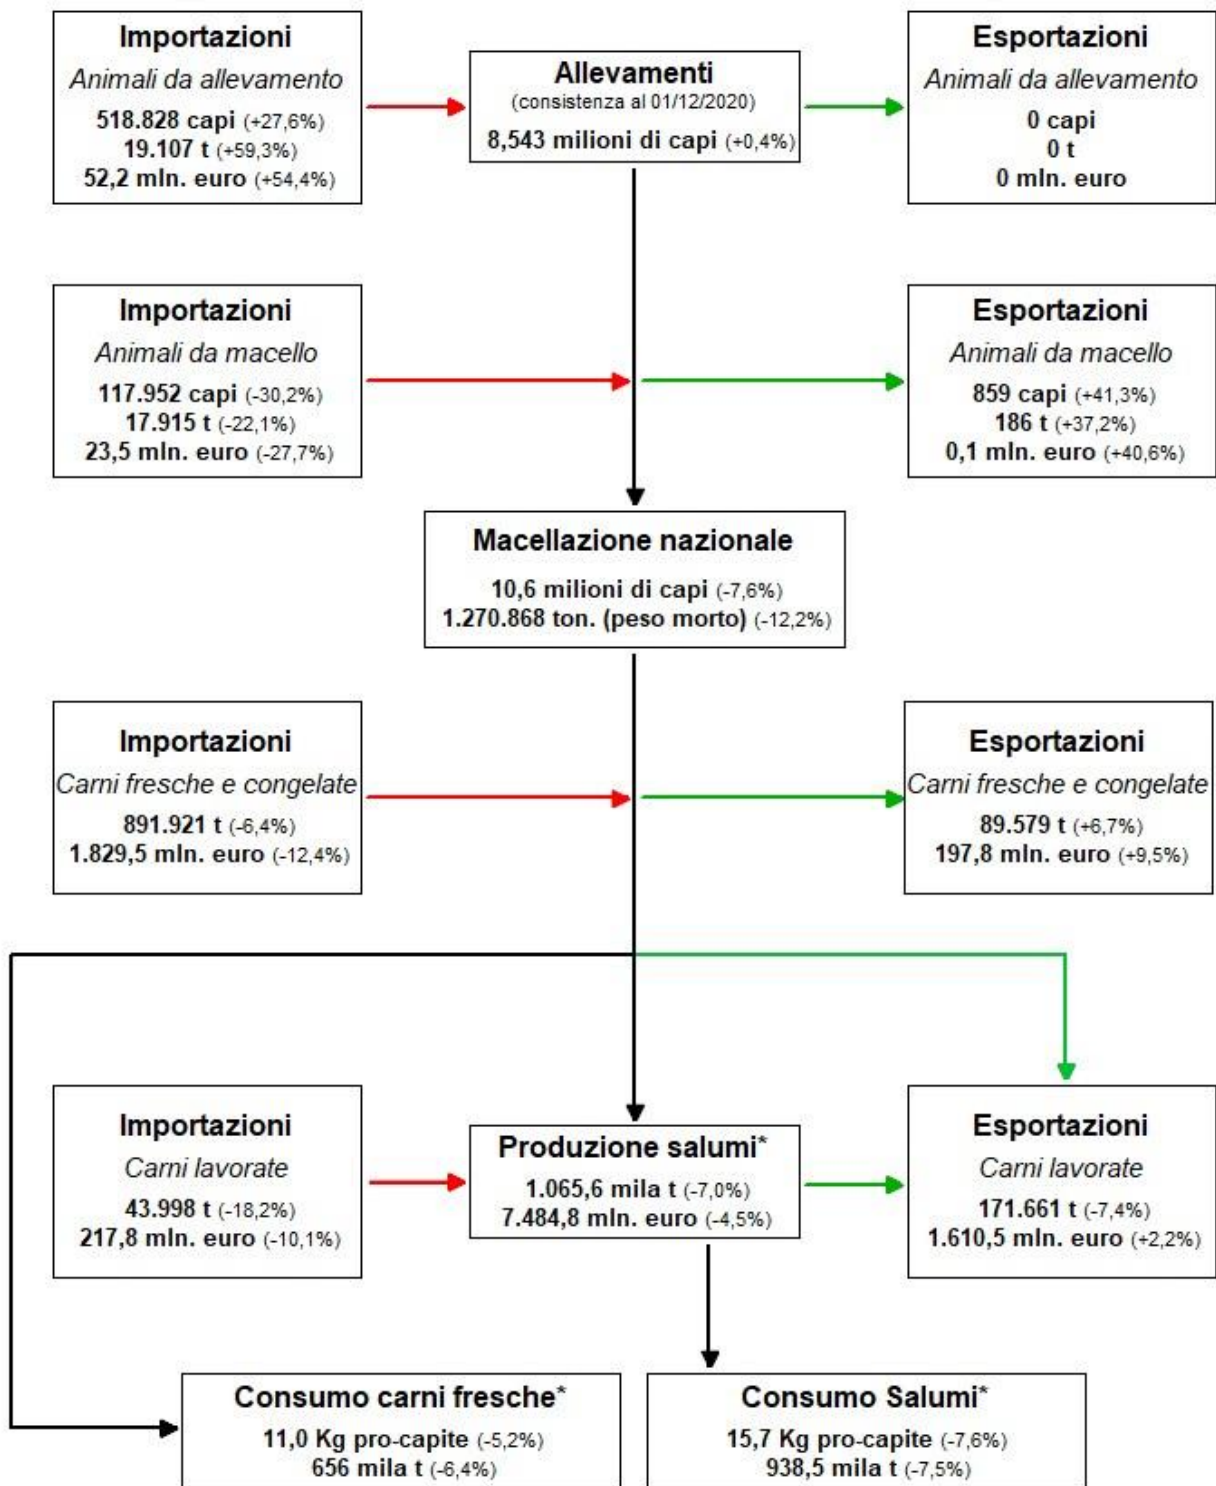 Importazioni
Animali da allevamento
518.828 capi (+27,6%)
19.107 t (+59,3%)
52,2 mln. euro (+54,4%)
Allevamenti
(consistenza al 01/12/2020)
8,543 milioni di capi (+0,4%)
Esportazioni
Animali da allevamento
0 capi
0 t
0 mln. euro
Importazioni
Animali da macello
117.952 capi (-30,2%)
17.915 t (-22,1%)
23,5 mln. euro (-27,7%)
Esportazioni
Animali da macello
859 capi (+41,3%)
186 t (+37,2%)
0,1 mln. euro (+40,6%)
Macellazione nazionale
10,6 milioni di capi (-7,6%)
1.270.868 ton. (peso morto) (-12,2%)
Importazioni
Carni fresche e congelate
891.921 t (-6,4%)
1.829,5 mln. euro (-12,4%)
Esportazioni
Carni fresche e congelate
89.579 t (+6,7%)
197,8 mln. euro (+9,5%)
Importazioni
Carni lavorate
43.998 t (-18,2%)
217,8 mln. euro (-10,1%)
Produzione salumi*
1.065,6 mila t (-7,0%)
7.484,8 mln. euro (-4,5%)
Esportazioni
Carni lavorate
171.661 t (-7,4%)
1.610,5 mln. euro (+2,2%)
Consumo carni fresche*
11,0 Kg pro-capite (-5,2%)
656 mila t (-6,4%)
Consumo Salumi*
15,7 Kg pro-capite (-7,6%)
938,5 mila t (-7,5%)